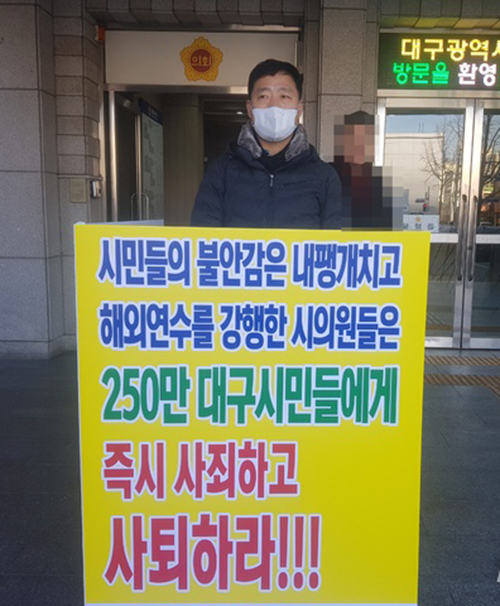 의회
대구광역시
방문을 환영
시민들의 불안감은 내팽개치고
해외연수를 강행한 시의원들은
250만 대구시민들에게
즉시 사죄하고
사퇴하라!!!